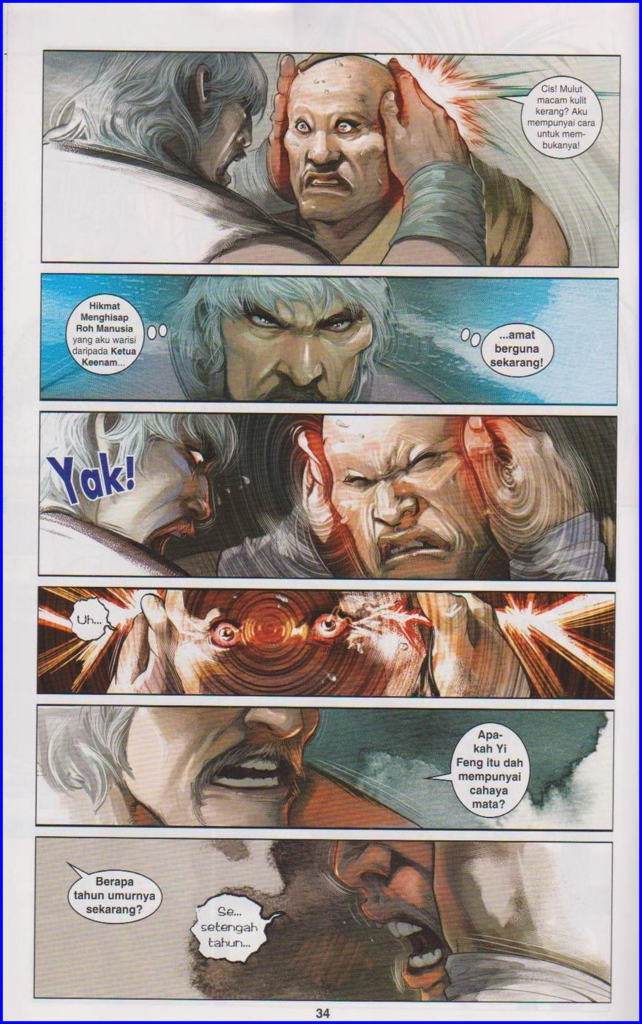 Cis! Mulut
macam kulit
kerang? Aku
mempunyai cara
untuk mem-
bukanya!
Hikmat
Menghisap
Roh Manusia
yang aku warisi
daripada Ketua
Keenam...
...amat
berguna
sekarang!
Yak!
Uh...
Apa-
kah Yi
Feng itu dah
mempunyai
cahaya
mata?
Berapa
tahun umurnya
sekarang?
Se...
setengah
tahun...
34